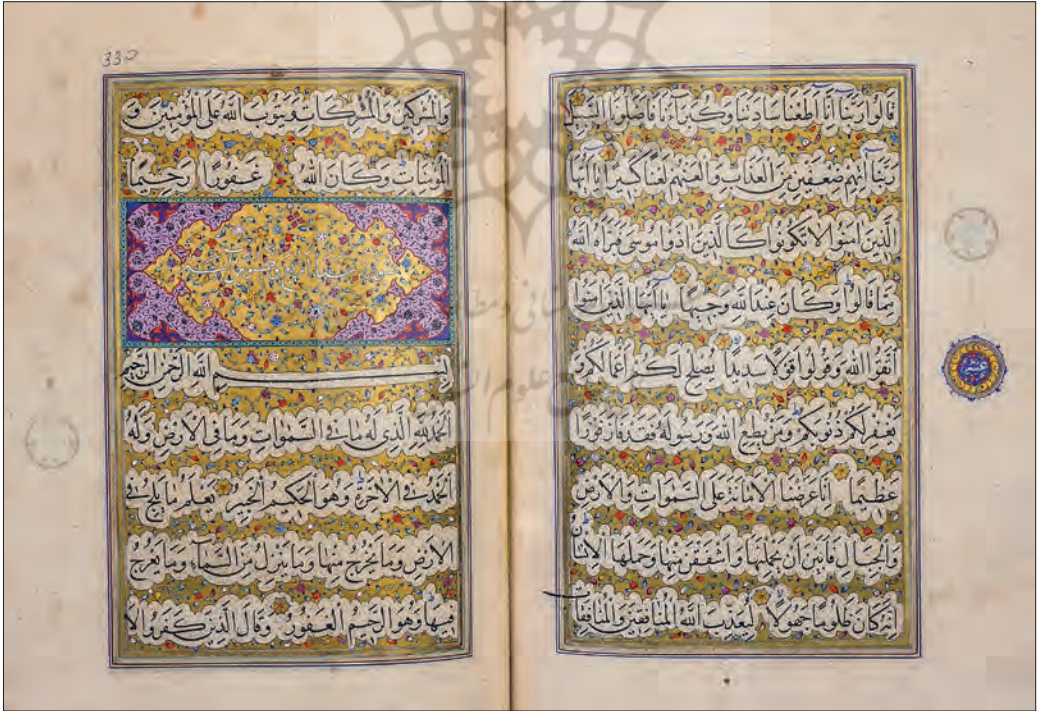 قالوا ربنا انا اطعنا سادتنا وكبراءنا فاضلونا السبيل
ربنا آتهم ضعفين من العذاب والعنهم لعنا كبيرا يا ايها
الذين امنوا لا تكونوا كالذين اذوا موسى فبراه الله
مما قالوا وكان عند الله وجيها يا ايها الذين امنوا
اتقوا الله وقولوا قولا سديدا يصلح لكم اعمالكم و
يغفر لكم ذنوبكم ومن يطع الله ورسوله فقد فاز فوزا
عظيما انا عرضنا الامانة على السموات والارض
والجبال فابين ان يحملنها واشفقن منها وحملها الانسان
انه كان ظلوما جهولا ليعذب الله المنافقين والمنافقات
عشر
والمشركين والمشركات ويتوب الله على المؤمنين و
المؤمنات وكان الله غفورا رحيما
بسم الله الرحمن الرحيم
الحمد لله الذي له ما في السموات وما في الارض وله
الحمد في الآخرة وهو الحكيم الخبير يعلم ما يلج في
الارض وما يخرج منها وما ينزل من السماء وما يعرج
فيها وهو الرحيم الغفور وقال الذين كفروا لا